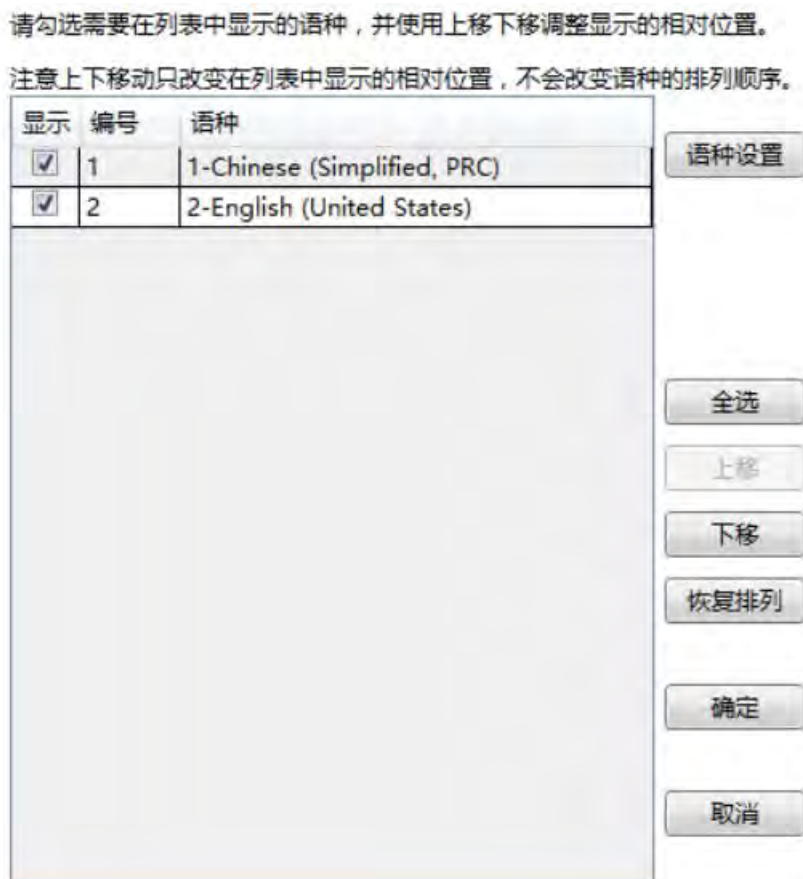 请勾选需要在列表中显示的语种，并使用上移下移调整显示的相对位置。
注意上下移动只改变在列表中显示的相对位置，不会改变语种的排列顺序。
显示 编号 语种
1 1-Chinese (Simplified, PRC)
2 2-English (United States)
语种设置
全选
上移
下移
恢复排列
确定
取消